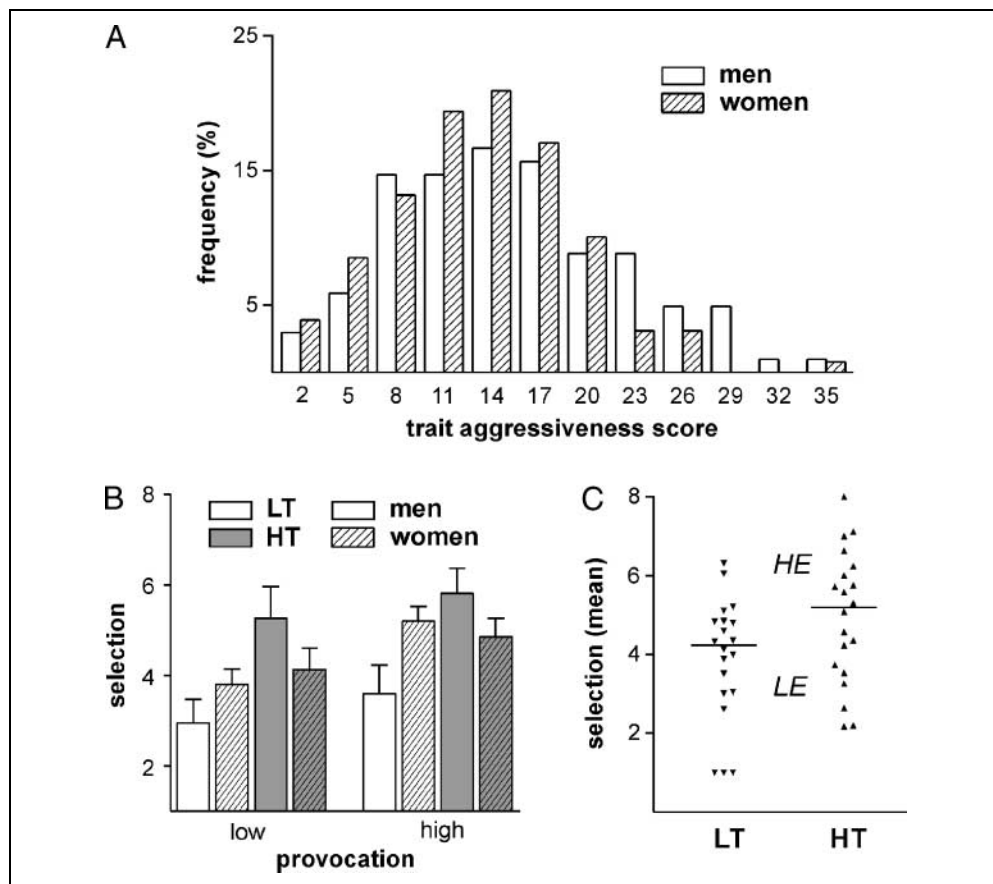 A
25
15
5
frequency (%)
men
women
2 5 8 11 14 17 20 23 26 29 32 35
trait aggressiveness score
B
8
6
4
2
selection
LT men
HT women
low high
provocation
C
8
6
4
2
selection (mean)
HE
LE
LT HT